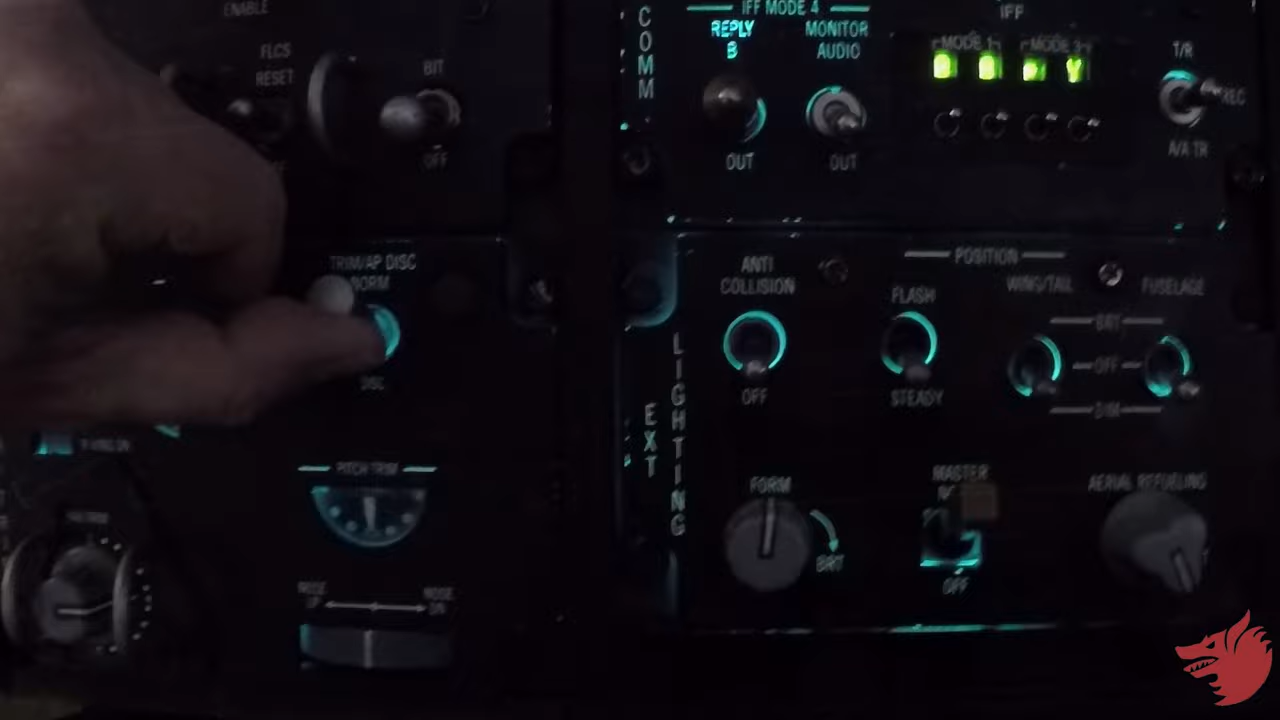 ENABLE
FLCS
RESET
BIT
OFF
COMM
IFF MODE 4
REPLY
B
OUT
MONITOR
AUDIO
OUT
IFF
MODE 1
MODE 3
T/R
REC
A/A TR
TRIM/AP DISC
NORM
DISC
PITCH TRIM
NOSE
UP
NOSE
DN
EXT
LIGHTING
ANTI
COLLISION
OFF
POSITION
FLASH
STEADY
WING/TAIL
FUSELAGE
BRT
OFF
DIM
FORM
BRT
MASTER
OFF
AERIAL REFUELING